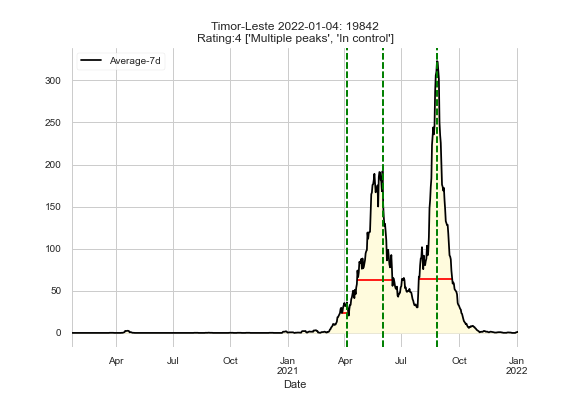 Timor-Leste 2022-01-04: 19842
Rating:4 ['Multiple peaks', 'In control']
Average-7d
300
250
200
150
100
50
0
Apr Jul Oct Jan Apr Jul Oct Jan
2021 2022
Date